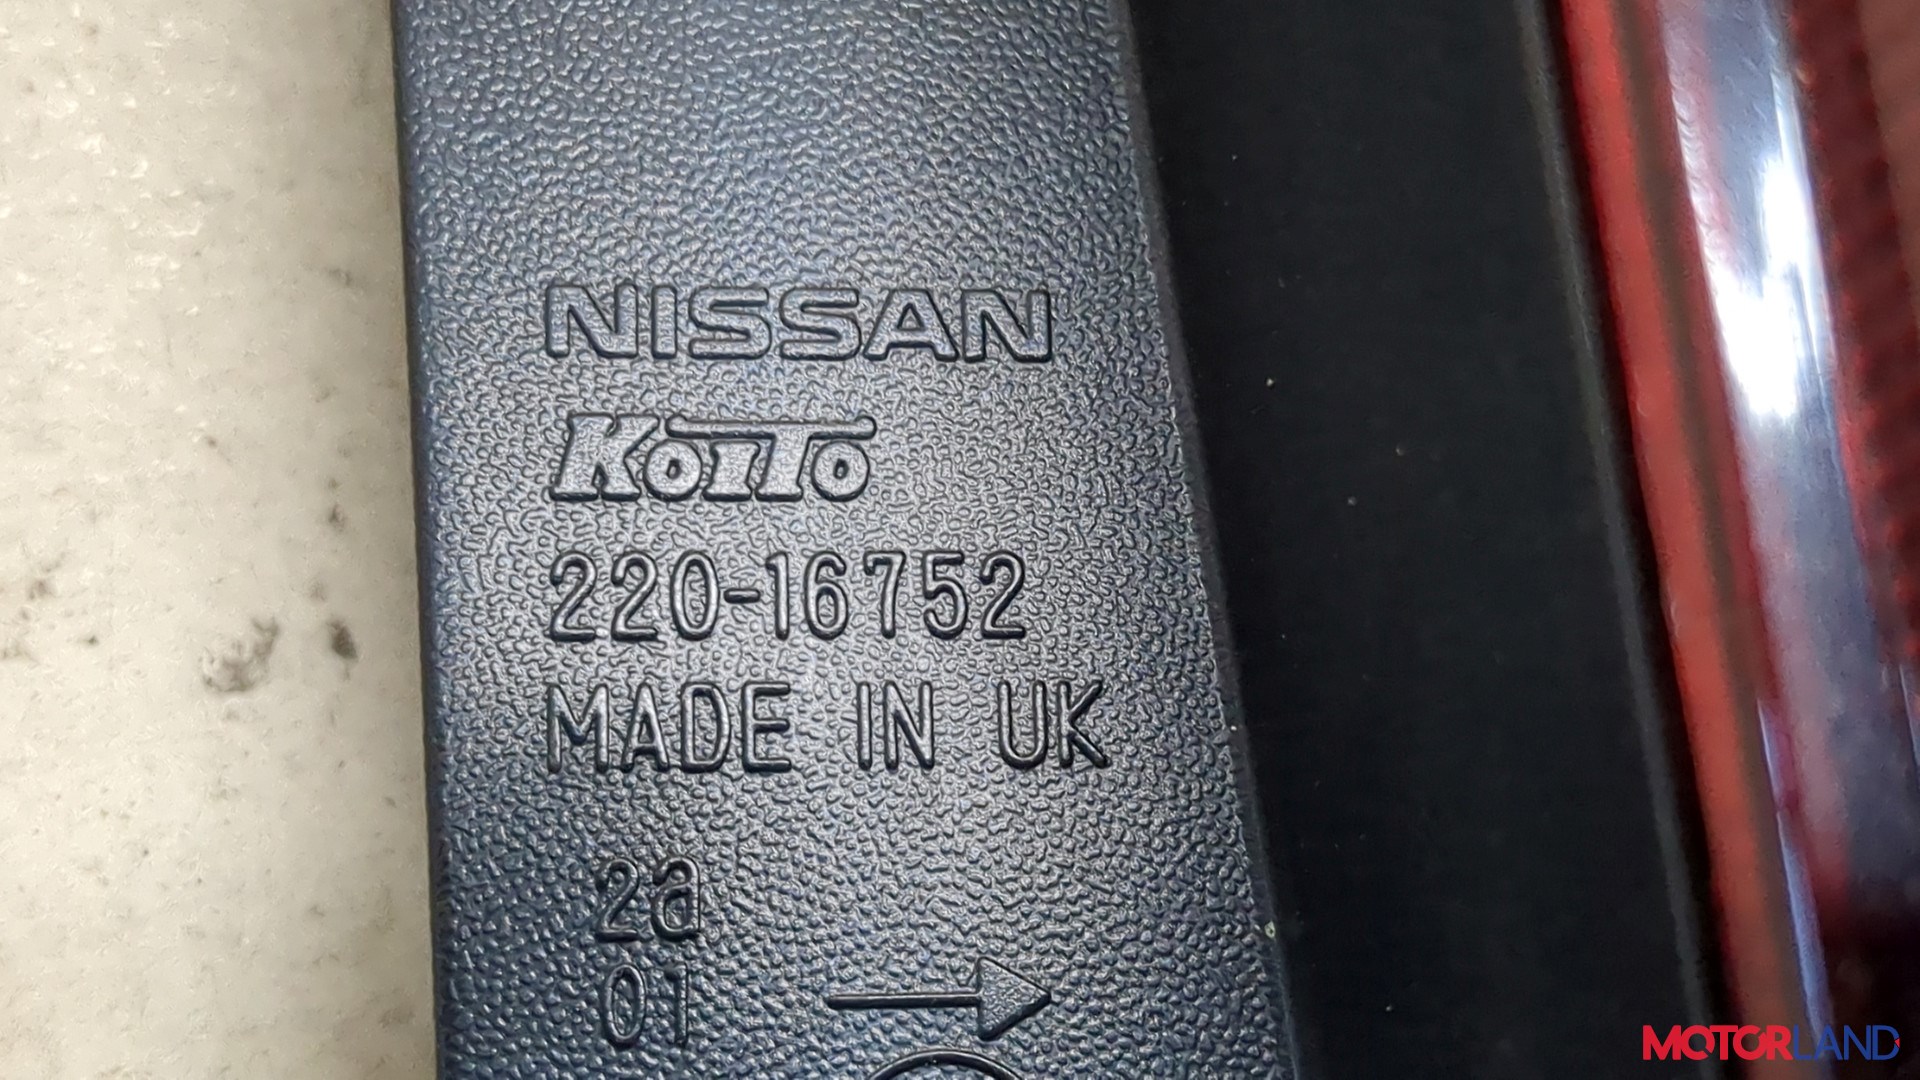 NISSAN
KOITO
220-16752
MADE IN UK
2a
01
MOTORLAND